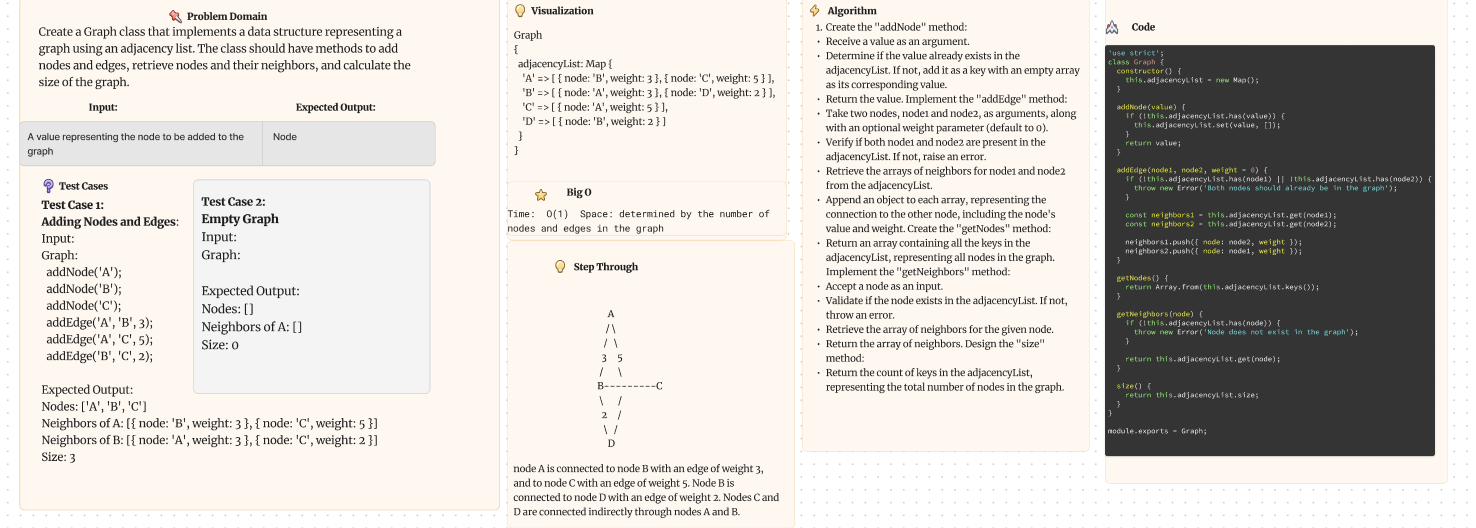 Problem Domain
Create a Graph class that implements a data structure representing a
graph using an adjacency list. The class should have methods to add
nodes and edges, retrieve nodes and their neighbors, and calculate the
size of the graph.
Input:
Expected Output:
A value representing the node to be added to the
graph
Node
Test Cases
Test Case 1:
Adding Nodes and Edges:
Input:
Graph:
addNode('A');
addNode('B');
addNode('C');
addEdge('A', 'B', 3);
addEdge('A', 'C', 5);
addEdge('B', 'C', 2);
Expected Output:
Nodes: ['A', 'B', 'C']
Neighbors of A: [{ node: 'B', weight: 3 }, { node: 'C', weight: 5 }]
Neighbors of B: [{ node: 'A', weight: 3 }, { node: 'C', weight: 2 }]
Size: 3
Test Case 2:
Empty Graph
Input:
Graph:
Expected Output:
Nodes: []
Neighbors of A: []
Size: 0
Visualization
Graph
{
adjacencyList: Map {
'A' => [ { node: 'B', weight: 3 }, { node: 'C', weight: 5 } ],
'B' => [ { node: 'A', weight: 3 }, { node: 'D', weight: 2 } ],
'C' => [ { node: 'A', weight: 5 } ],
'D' => [ { node: 'B', weight: 2 } ]
}
}
Big O
Time:  O(1)  Space: determined by the number of
nodes and edges in the graph
Step Through
A
/ \
/  \
3   5
/    \
B---------C
\    /
2   /
\  /
D
node A is connected to node B with an edge of weight 3,
and to node C with an edge of weight 5. Node B is
connected to node D with an edge of weight 2. Nodes C and
D are connected indirectly through nodes A and B.
Algorithm
1. Create the "addNode" method:
• Receive a value as an argument.
• Determine if the value already exists in the
adjacencyList. If not, add it as a key with an empty array
as its corresponding value.
• Return the value. Implement the "addEdge" method:
• Take two nodes, node1 and node2, as arguments, along
with an optional weight parameter (default to 0).
• Verify if both node1 and node2 are present in the
adjacencyList. If not, raise an error.
• Retrieve the arrays of neighbors for node1 and node2
from the adjacencyList.
• Append an object to each array, representing the
connection to the other node, including the node's
value and weight. Create the "getNodes" method:
• Return an array containing all the keys in the
adjacencyList, representing all nodes in the graph.
Implement the "getNeighbors" method:
• Accept a node as an input.
• Validate if the node exists in the adjacencyList. If not,
throw an error.
• Retrieve the array of neighbors for the given node.
• Return the array of neighbors. Design the "size"
method:
• Return the count of keys in the adjacencyList,
representing the total number of nodes in the graph.
Code
'use strict';
class Graph {
constructor() {
this.adjacencyList = new Map();
}
addNode(value) {
if (!this.adjacencyList.has(value)) {
this.adjacencyList.set(value, []);
}
return value;
}
addEdge(node1, node2, weight = 0) {
if (!this.adjacencyList.has(node1) || !this.adjacencyList.has(node2)) {
throw new Error('Both nodes should already be in the graph');
}
const neighbors1 = this.adjacencyList.get(node1);
const neighbors2 = this.adjacencyList.get(node2);
neighbors1.push({ node: node2, weight });
neighbors2.push({ node: node1, weight });
}
getNodes() {
return Array.from(this.adjacencyList.keys());
}
getNeighbors(node) {
if (!this.adjacencyList.has(node)) {
throw new Error('Node does not exist in the graph');
}
return this.adjacencyList.get(node);
}
size() {
return this.adjacencyList.size;
}
}
module.exports = Graph;